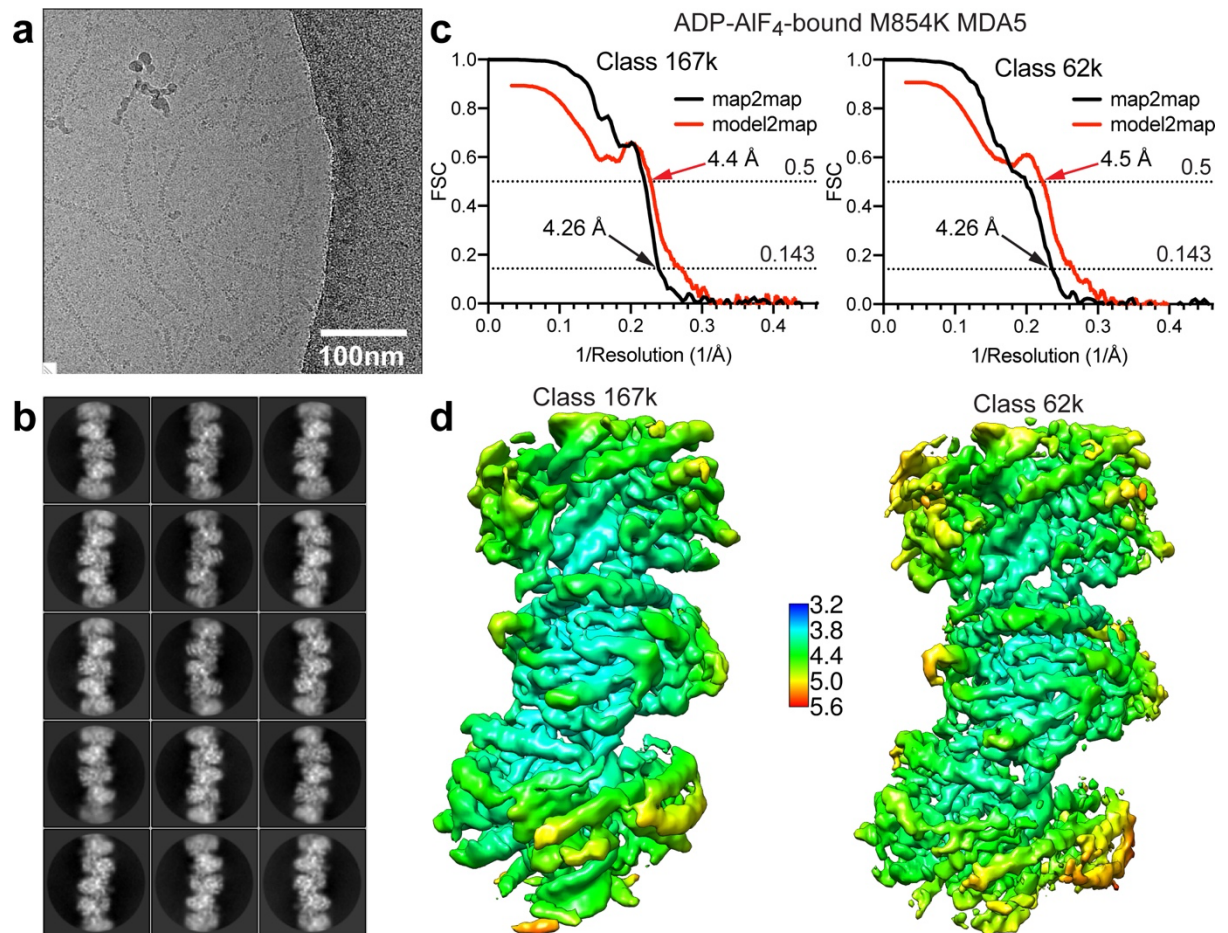 a
100nm
b
c
ADP-AlF4-bound M854K MDA5
Class 167k
map2map
model2map
4.4 Å
0.5
4.26 Å
0.143
FSC
1.0
0.8
0.6
0.4
0.2
0.0
0.0 0.1 0.2 0.3 0.4
1/Resolution (1/Å)
Class 62k
map2map
model2map
4.5 Å
0.5
4.26 Å
0.143
FSC
1.0
0.8
0.6
0.4
0.2
0.0
0.0 0.1 0.2 0.3 0.4
1/Resolution (1/Å)
d
Class 167k
Class 62k
3.2
3.8
4.4
5.0
5.6